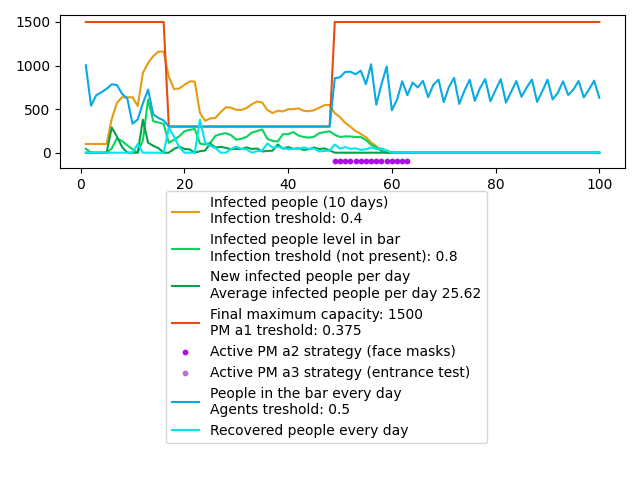 1500
1000
500
0
0
20
40
60
80
100
Infected people (10 days)
Infection treshold: 0.4
Infected people level in bar
Infection treshold (not present): 0.8
New infected people per day
Average infected people per day 25.62
Final maximum capacity: 1500
PM a1 treshold: 0.375
Active PM a2 strategy (face masks)
Active PM a3 strategy (entrance test)
People in the bar every day
Agents treshold: 0.5
Recovered people every day